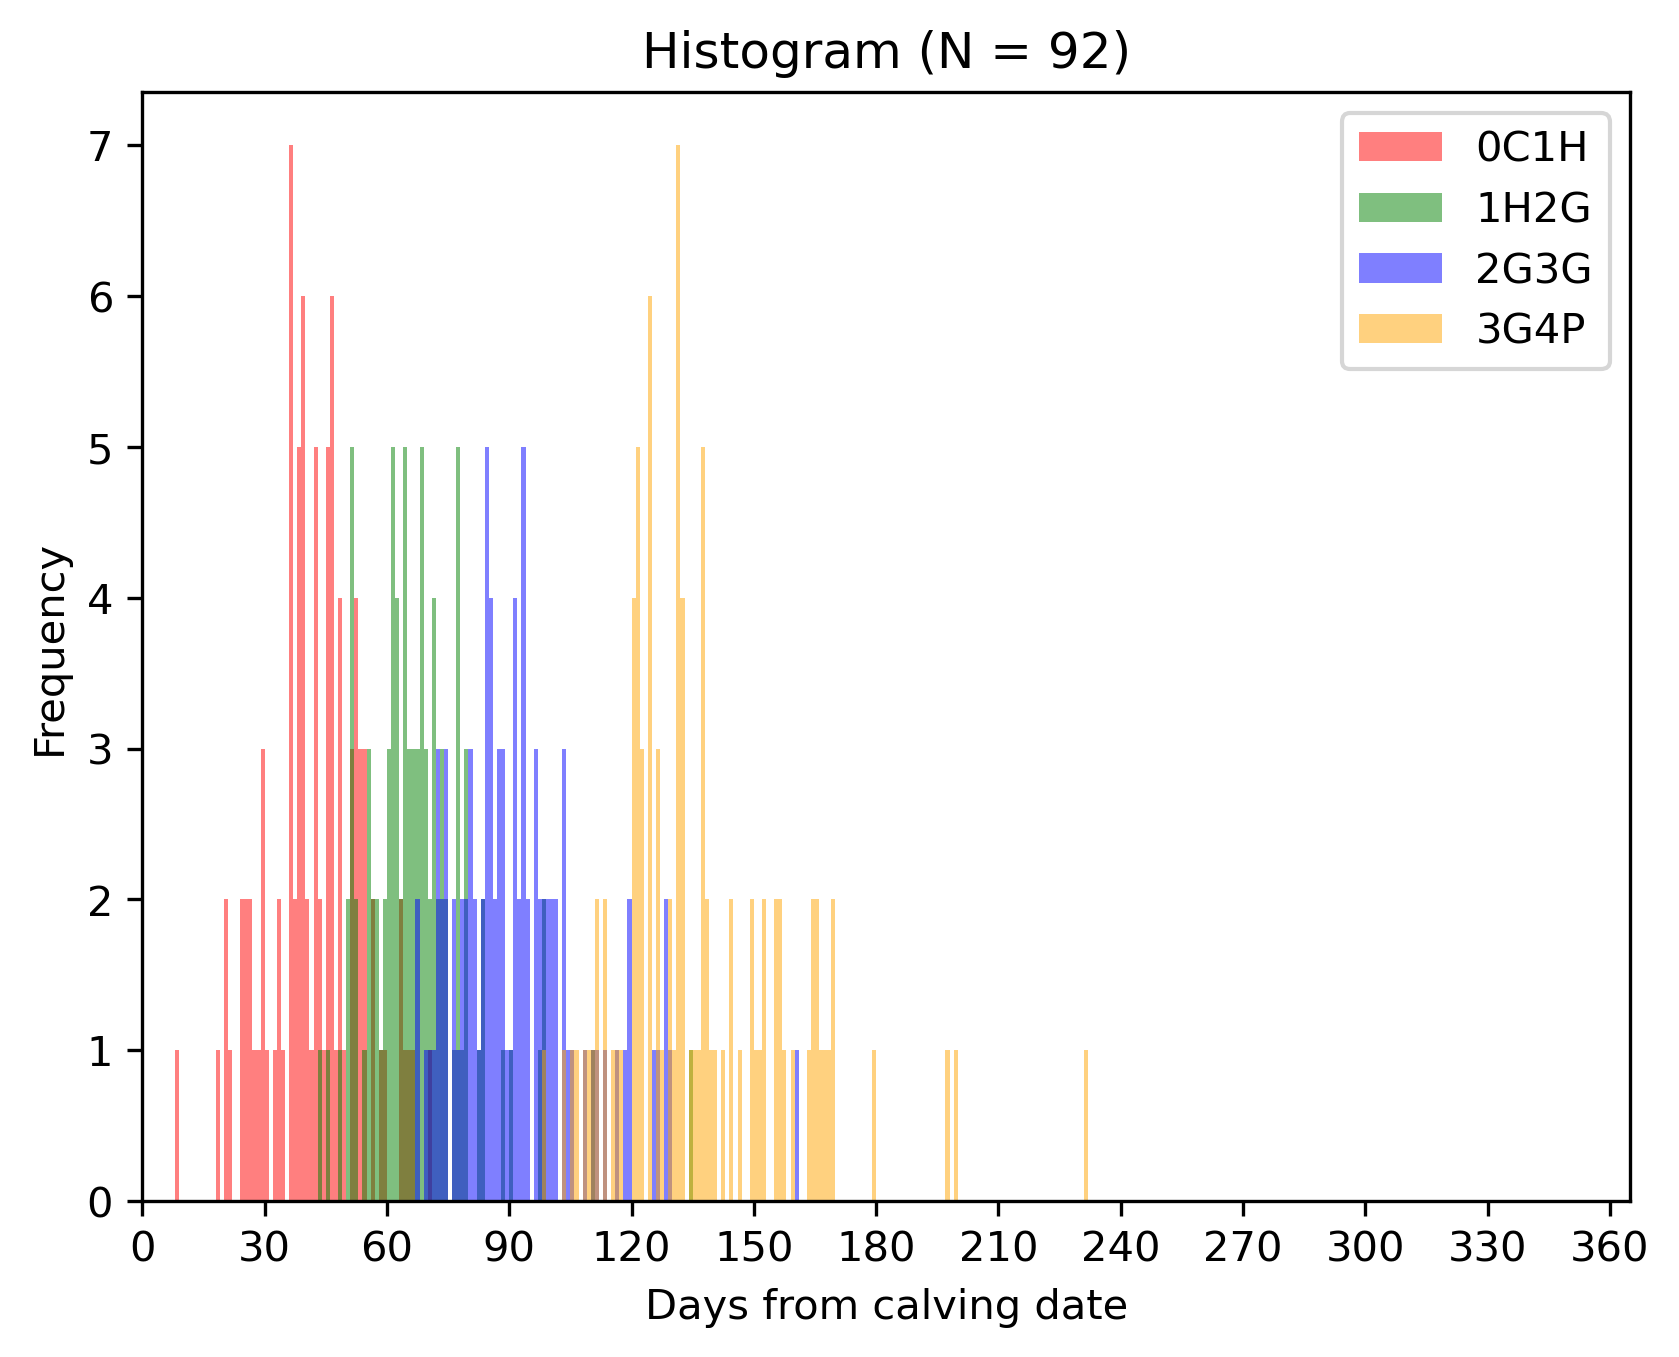 Histogram (N = 92)
0C1H
1H2G
2G3G
3G4P
7
6
5
4
3
2
1
0
Frequency
0 30 60 90 120 150 180 210 240 270 300 330 360
Days from calving date